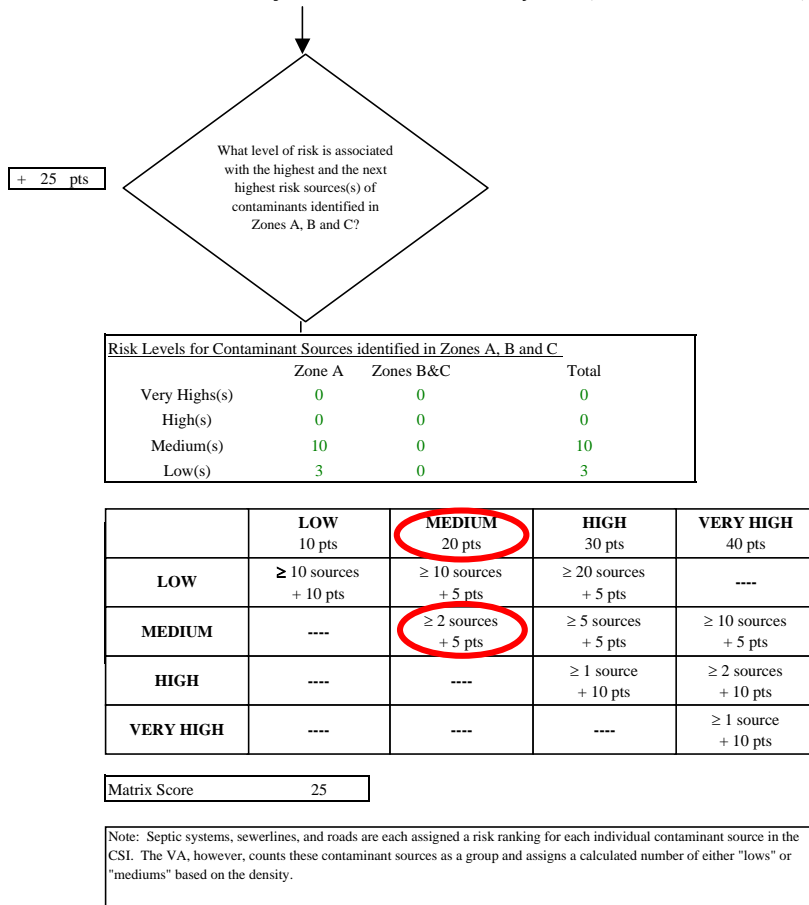 What level of risk is associated
with the highest and the next
+ 25 pts
highest risk sources(s) of
contaminants identified in
Zones A, B and C?
Risk Levels for Contaminant Sources identified in Zones A, B and C
Zone A Zones B&C Total
Very Highs(s) 0 0 0
High(s) 0 0 0
Medium(s) 10 0 10
Low(s) 3 0 3
LOW MEDIUM HIGH VERY HIGH
10 pts 20 pts 30 pts 40 pts
LOW ≥ 10 sources ≥ 10 sources ≥ 20 sources ----
+ 10 pts + 5 pts + 5 pts
MEDIUM ---- ≥ 2 sources ≥ 5 sources ≥ 10 sources
+ 5 pts + 5 pts + 5 pts
HIGH ---- ---- ≥ 1 source ≥ 2 sources
+ 10 pts + 10 pts
VERY HIGH ---- ---- ---- ≥ 1 source
+ 10 pts
Matrix Score 25
Note: Septic systems, sewerlines, and roads are each assigned a risk ranking for each individual contaminant source in the
CSI. The VA, however, counts these contaminant sources as a group and assigns a calculated number of either "lows" or
"mediums" based on the density.